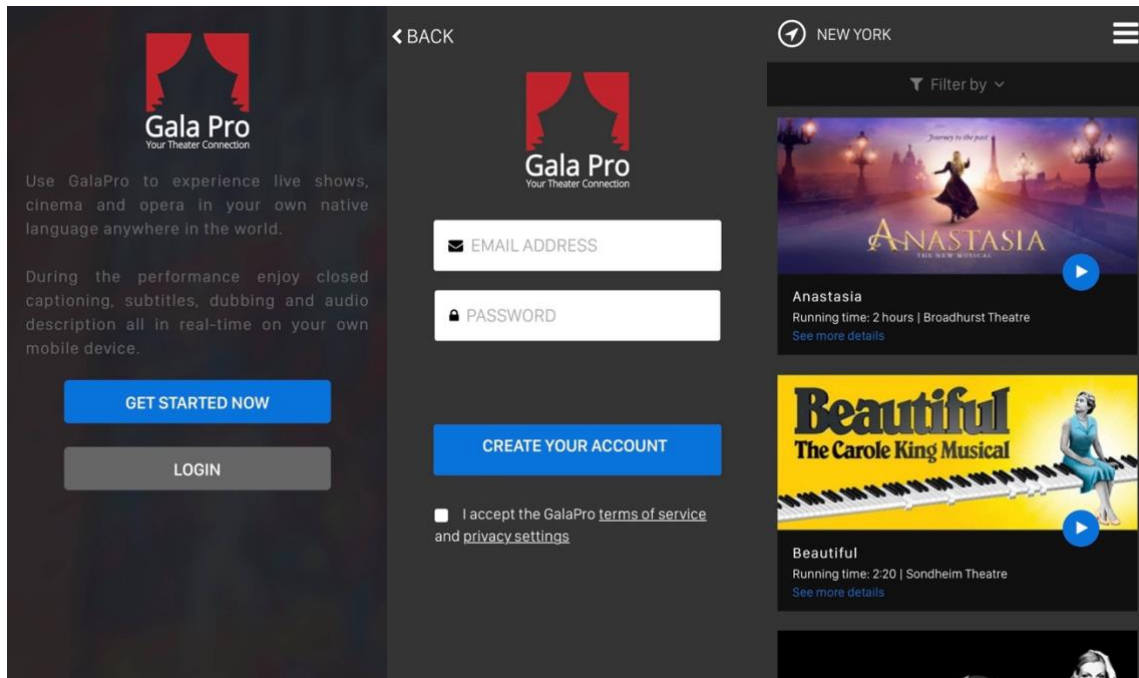 Gala Pro
Your Theater Connection
Use GalaPro to experience live shows,
cinema and opera in your own native
language anywhere in the world.
During the performance enjoy closed
captioning, subtitles, dubbing and audio
description all in real-time on your own
mobile device.
GET STARTED NOW
LOGIN
BACK
Gala Pro
Your Theater Connection
EMAIL ADDRESS
PASSWORD
CREATE YOUR ACCOUNT
I accept the GalaPro terms of service
and privacy settings
NEW YORK
Filter by
Journey to the past
ANASTASIA
THE NEW MUSICAL
Anastasia
Running time: 2 hours | Broadhurst Theatre
See more details
Beautiful
The Carole King Musical
Beautiful
Running time: 2:20 | Sondheim Theatre
See more details